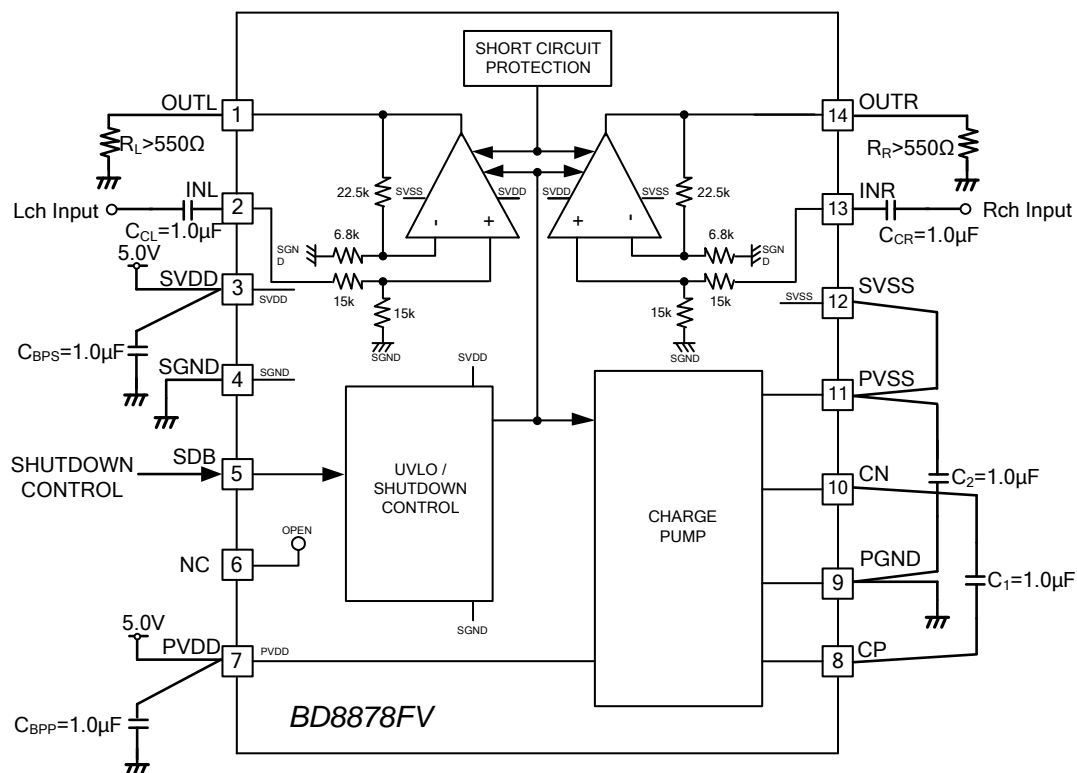 SHORT CIRCUIT
PROTECTION
OUTL
1
14
OUTR
RL>550Ω
RR>550Ω
22.5k
SVSS
SVDD
SVDD
SVSS
22.5k
INL
2
13
INR
Lch Input
Rch Input
CCL=1.0µF
CCR=1.0µF
-
+
+
-
6.8k
SGN
D
6.8k
SGN
D
15k
15k
15k
15k
SGND
SGND
5.0V
SVDD
3
SVDD
SVSS
12
SVSS
CBPS=1.0µF
SGND
4
SGND
SVDD
PVSS
11
SHUTDOWN
CONTROL
SDB
5
UVLO /
SHUTDOWN
CONTROL
CHARGE
PUMP
CN
10
C2=1.0µF
OPEN
NC
6
PGND
9
C1=1.0µF
SGND
5.0V
PVDD
7
PVDD
CP
8
CBPP=1.0µF
BD8878FV